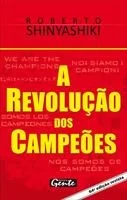 ROBERTO
SHINYASHIKI
WE ARE THE
CHAMPIONS
NOI SIAMO I
CAMPIONI
A
REVOLUÇÃO
DOS
CAMPEÕES
SOMOS LOS
CAMPEONES
NÓS SOMOS OS
CAMPEÕES
Gente